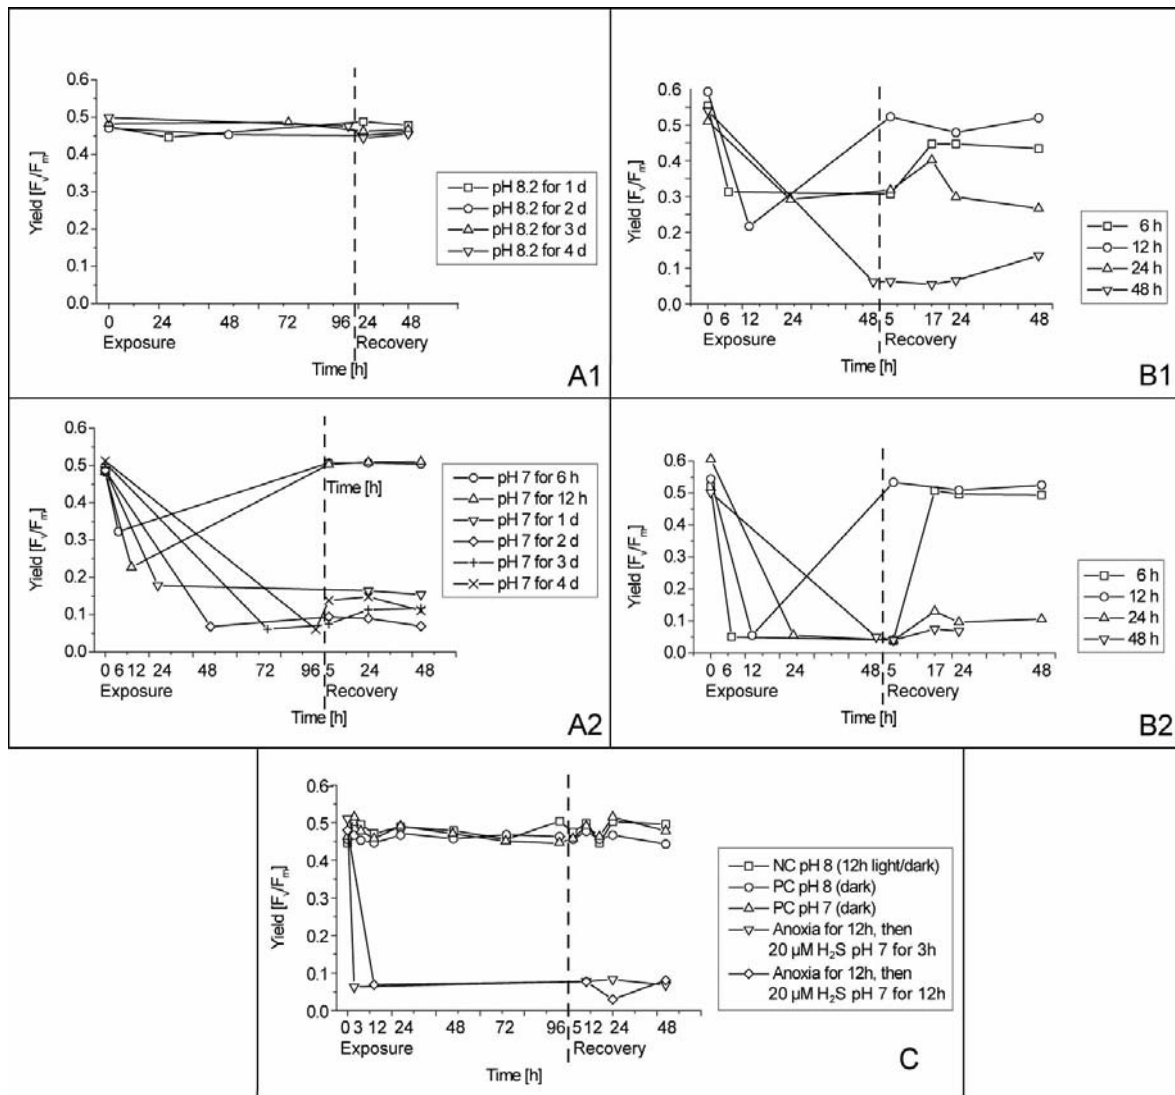 0.6
0.5
0.4
0.3
0.2
0.1
0.0
Yield [Fv/Fm]
0 24 48 72 96 24 48
Exposure Recovery
Time [h]
pH 8.2 for 1 d
pH 8.2 for 2 d
pH 8.2 for 3 d
pH 8.2 for 4 d
A1
0.6
0.5
0.4
0.3
0.2
0.1
0.0
Yield [Fv/Fm]
0 6 12 24 48 5 17 24 48
Exposure Recovery
Time [h]
6 h
12 h
24 h
48 h
B1
0.6
0.5
0.4
0.3
0.2
0.1
0.0
Yield [Fv/Fm]
Time [h]
0 6 12 24 48 72 96 5 24 48
Exposure Recovery
Time [h]
pH 7 for 6 h
pH 7 for 12 h
pH 7 for 1 d
pH 7 for 2 d
pH 7 for 3 d
pH 7 for 4 d
A2
0.6
0.5
0.4
0.3
0.2
0.1
0.0
Yield [Fv/Fm]
0 6 12 24 48 5 17 24 48
Exposure Recovery
Time [h]
6 h
12 h
24 h
48 h
B2
0.6
0.5
0.4
0.3
0.2
0.1
0.0
Yield [Fv/Fm]
0 3 12 24 48 72 96 5 12 24 48
Exposure Recovery
Time [h]
NC pH 8 (12h light/dark)
PC pH 8 (dark)
PC pH 7 (dark)
Anoxia for 12h, then
20 µM H₂S pH 7 for 3h
Anoxia for 12h, then
20 µM H₂S pH 7 for 12h
C